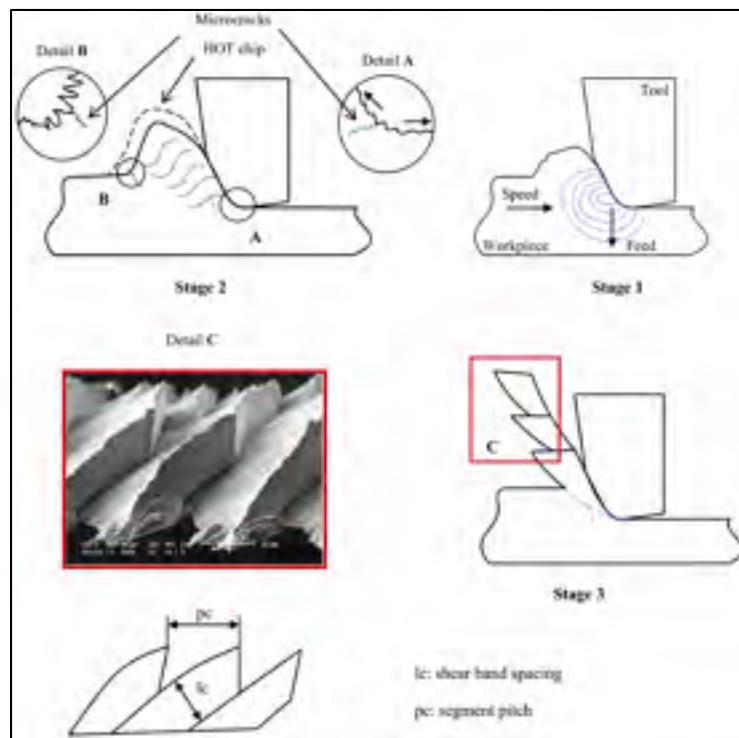 Microcracks
Detail B
HOT chip
Detail A
Tool
B
A
Speed
Workpiece
Feed
Stage 2
Stage 1
Detail C
C
Stage 3
pc
lc
lc: shear band spacing
pc: segment pitch